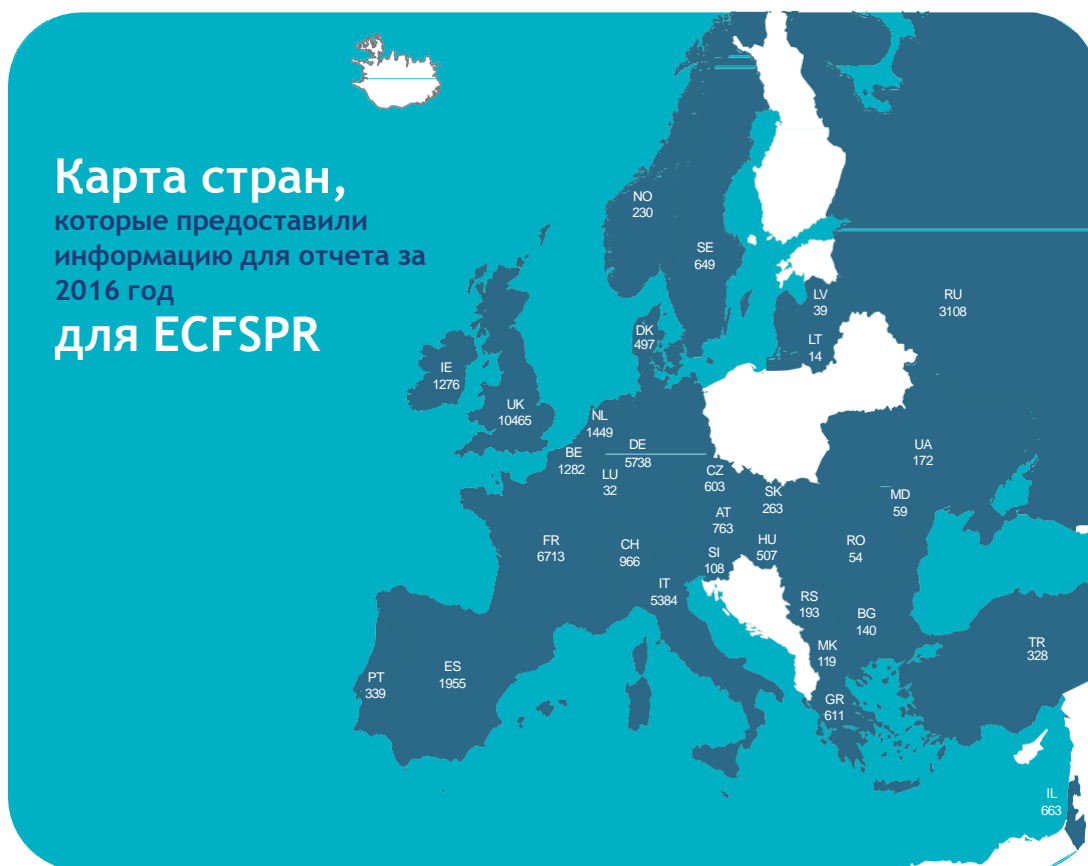 Карта стран,
которые предоставили
информацию для отчета за
2016 год
для ECFSPR
NO
230
SE
649
LV
39
RU
3108
DK
497
LT
14
IE
1276
UK
10465
NL
1449
DE
5738
BE
1282
LU
32
CZ
603
SK
263
UA
172
MD
59
AT
763
FR
6713
CH
966
SI
108
HU
507
RO
54
IT
5384
RS
193
BG
140
MK
119
TR
328
PT
339
ES
1955
GR
611
IL
663